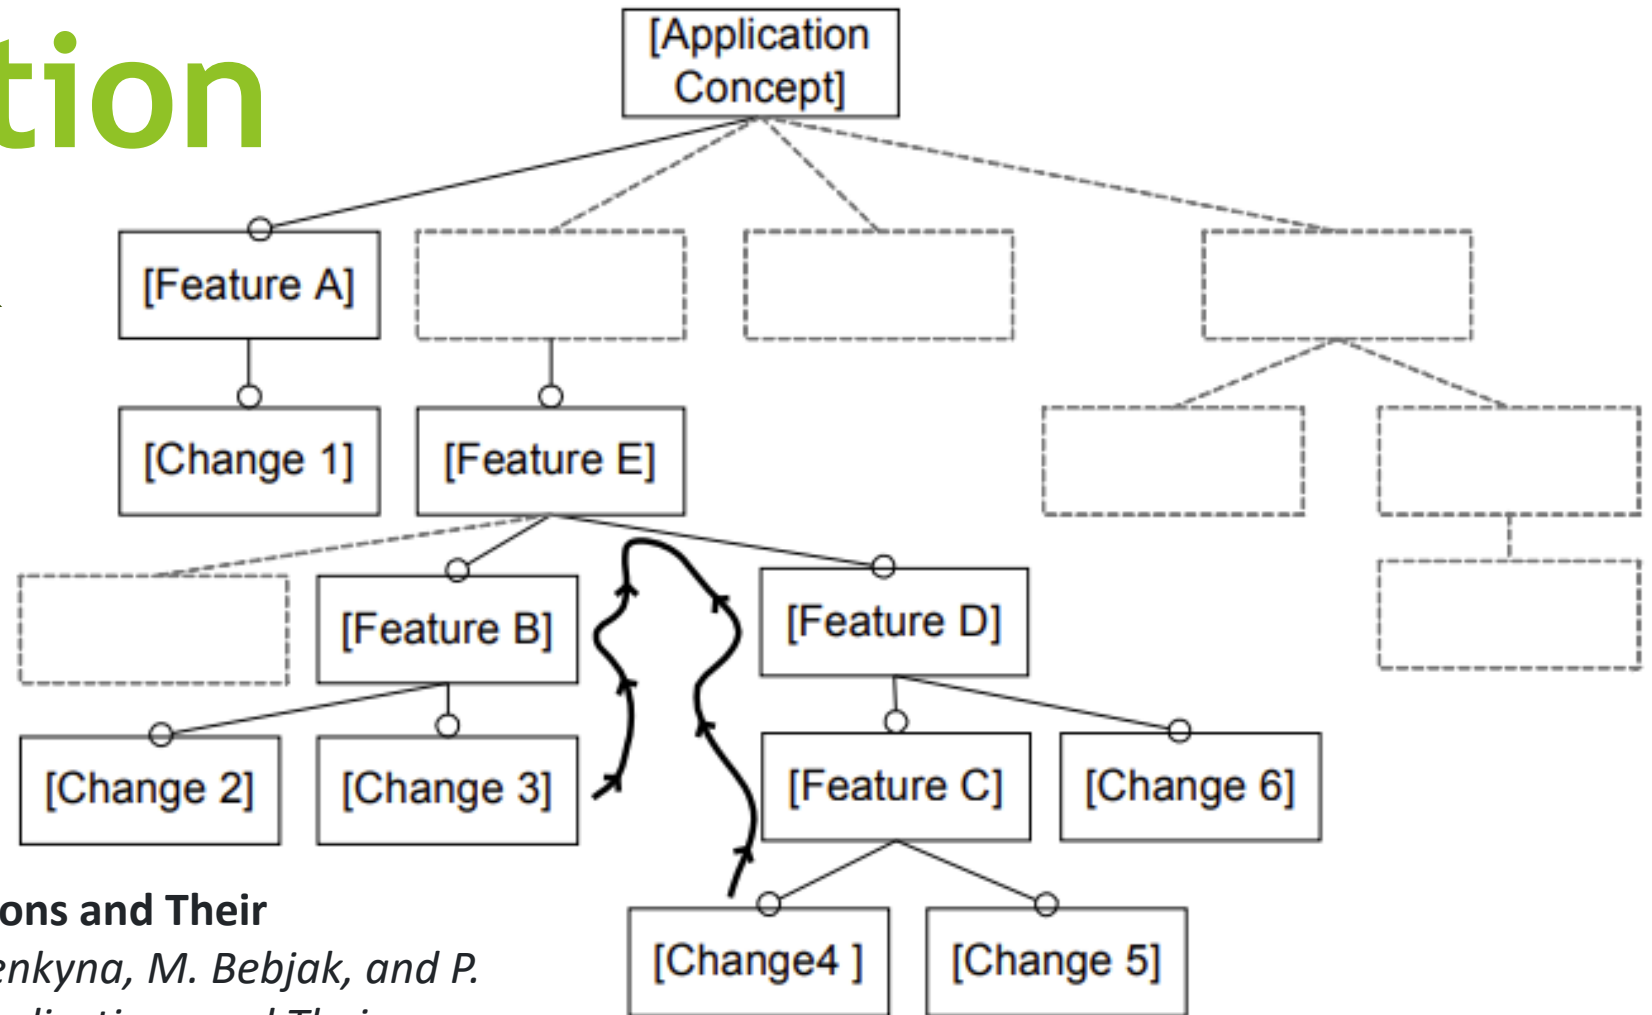 tion
[Application
Concept]
[Feature A]
[Change 1]
[Feature E]
[Feature B]
[Feature D]
[Change 2]
[Change 3]
[Feature C]
[Change 6]
[Change4 ]
[Change 5]
ons and Their
enkyna, M. Bebjak, and P.